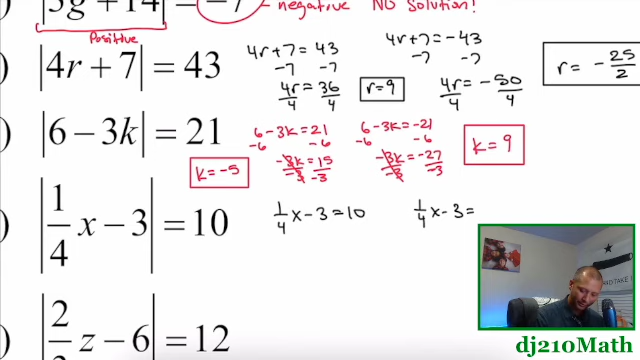 |5g + 14| = -7 - negative NO Solution!
Positive
) |4r + 7| = 43
4r+7=43
-7 -7
4r=36
4 4
r=9
4r+7=-43
-7 -7
4r=-50
4 4
r= -25/2
) |6 − 3k| = 21
6-3k=21
-6 -6
-3k=15
-3 -3
k=-5
6-3k=-21
-6 -6
-3k=-27
-3 -3
k=9
) |1/4 x − 3| = 10
1/4x-3=10
1/4x-3=
) |2/3 z − 6| = 12
dj210Math